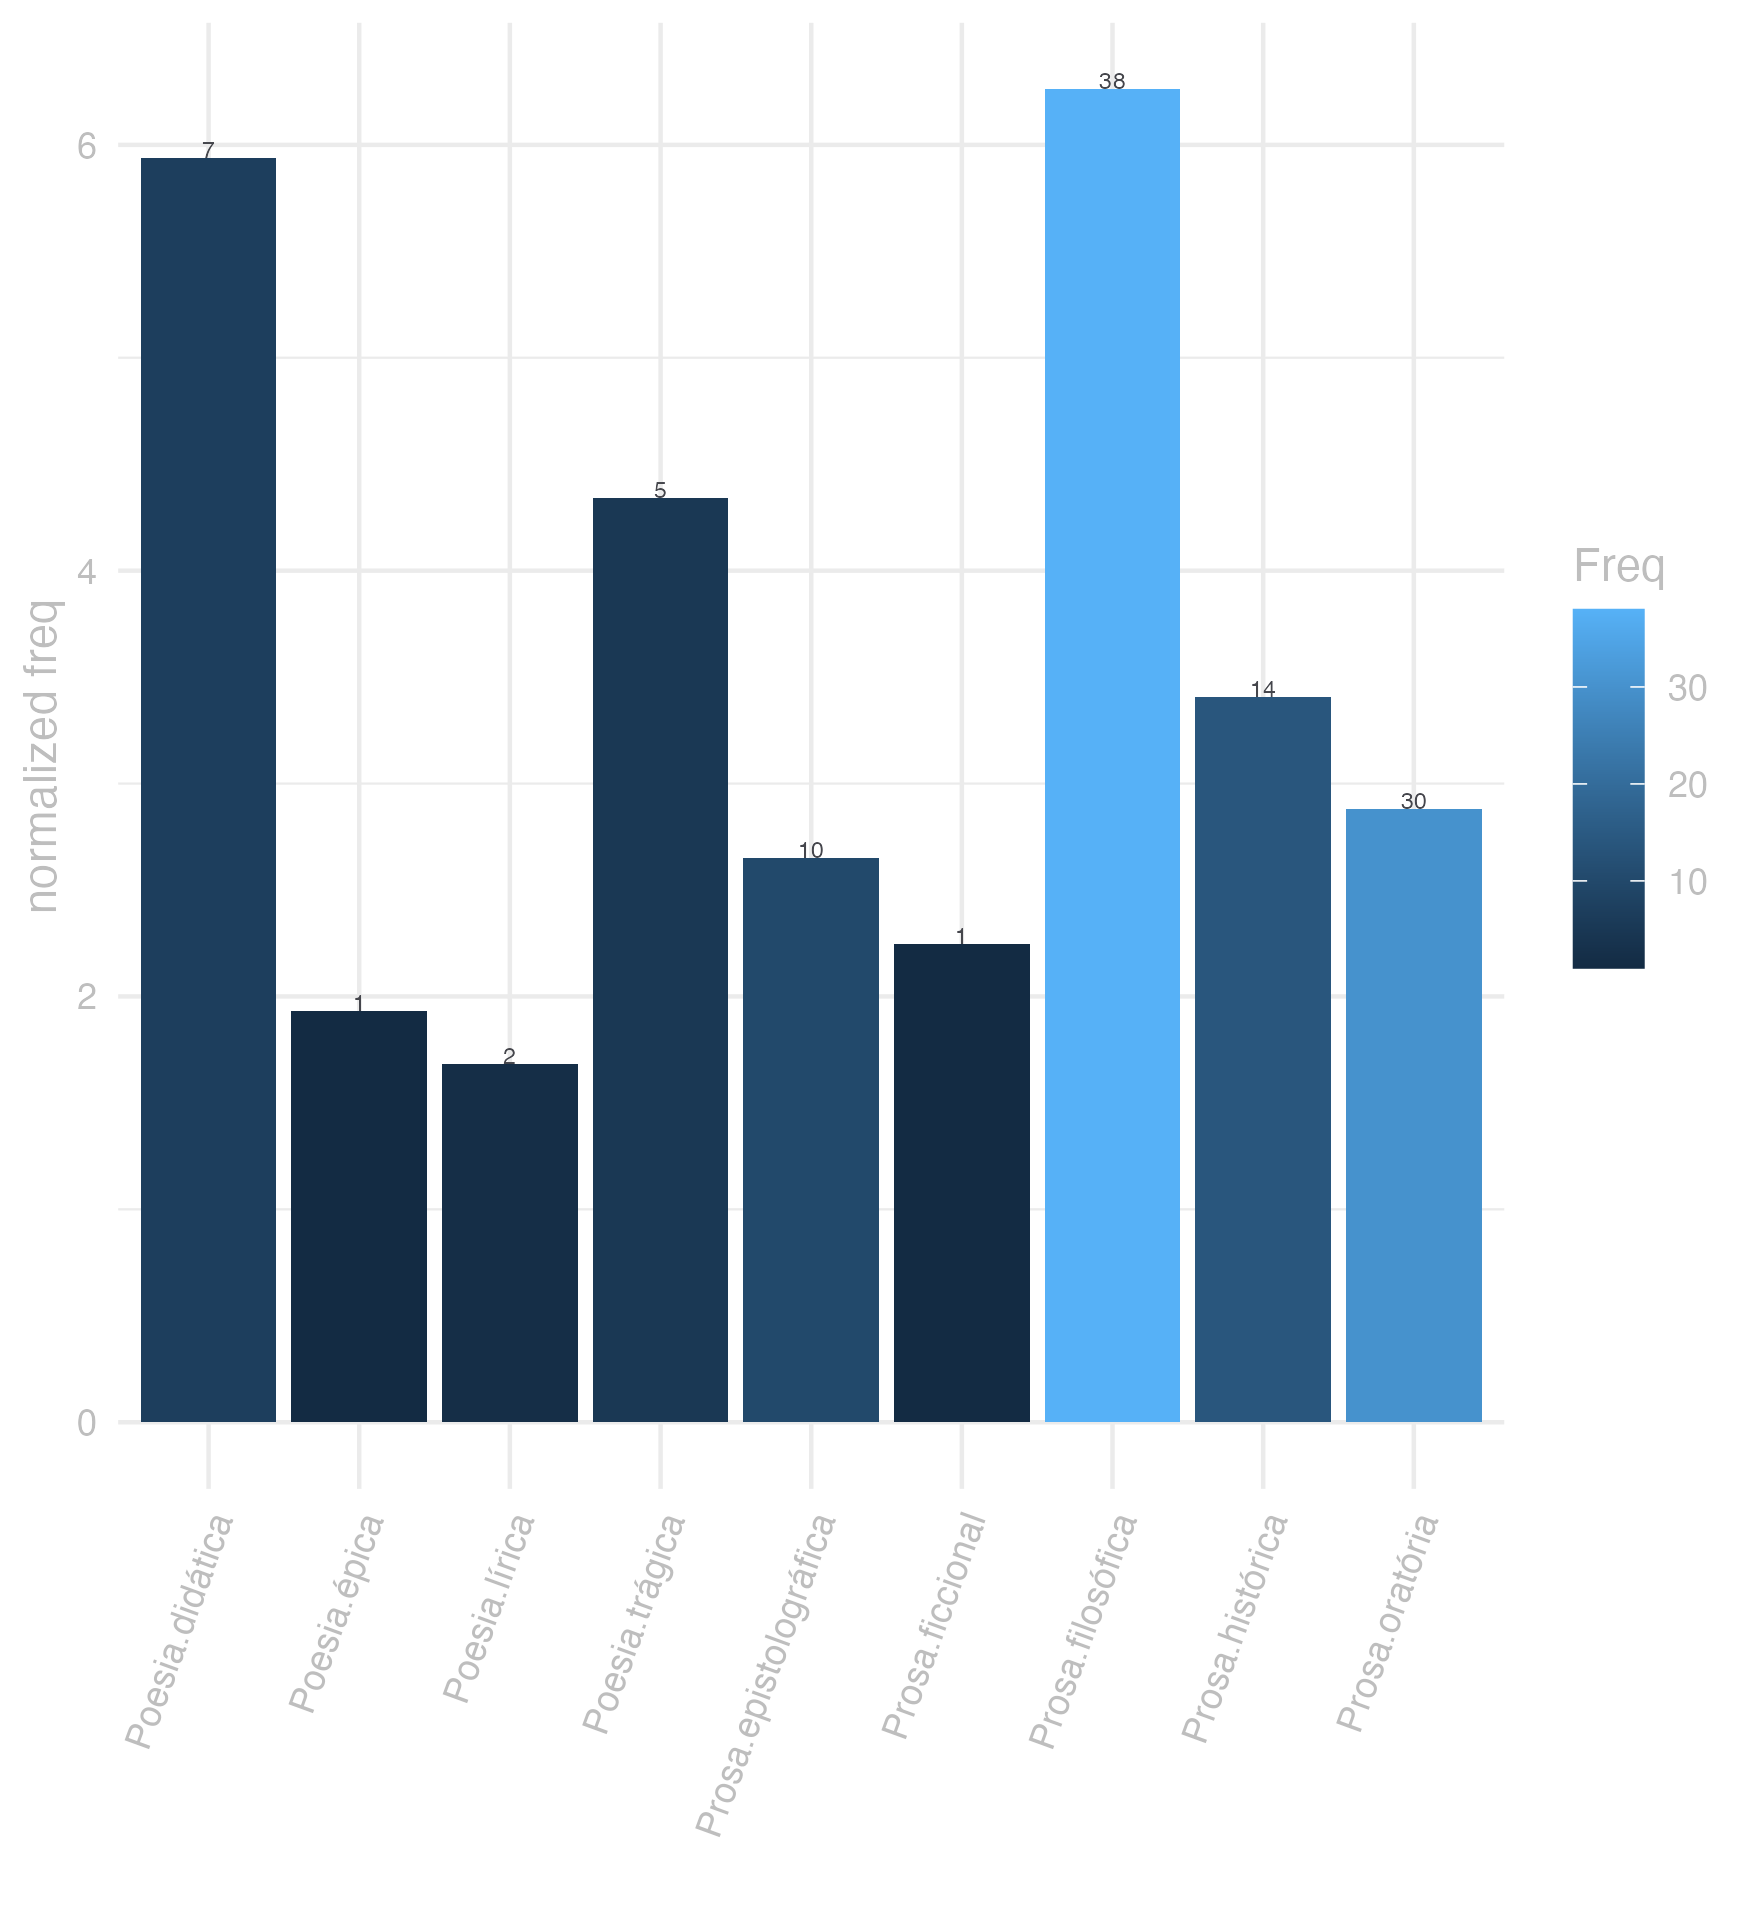 normalized freq
6
4
2
0
7
1
2
5
10
1
38
14
30
Poesia.didática
Poesia.épica
Poesia.lírica
Poesia.trágica
Prosa.epistolográfica
Prosa.ficcional
Prosa.filosófica
Prosa.histórica
Prosa.oratória
Freq
30
20
10